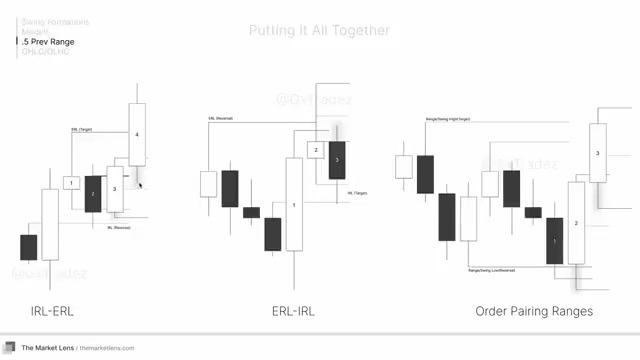 Swing Formations
Models
.5 Prev Range
OHLC/OLHC
Putting It All Together
@GxTradez
ERL (Target)
1
2
3
4
IRL (Reversal)
ERL (Reversal)
1
2
3
IRL (Target)
Range/Swing High(Target)
1
2
3
Range/Swing Low(Reversal)
IRL-ERL
ERL-IRL
Order Pairing Ranges
The Market Lens / themarketlens.com